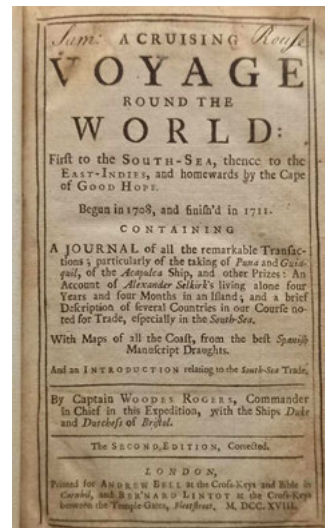 Sam: Rouse
A CRUISING
VOYAGE
ROUND THE
WORLD:
Firſt to the SOUTH-SEA, thence to the
EAST-INDIES, and homewards by the Cape
of GOOD HOPE.
Begun in 1708, and finiſh'd in 1711.
CONTAINING
A JOURNAL of all the remarkable Tranſac-
tions; particularly of the taking of Puna and Guia-
quil, of the Acapulca Ship, and other Prizes: An
Account of Alexander Selkirk's living alone four
Years and four Months in an Iſland; and a brief
Deſcription of ſeveral Countries in our Courſe no-
ted for Trade, eſpecially in the South-Sea.
With Maps of all the Coaſt, from the beſt Spaniſh
Manuſcript Draughts.
And an INTRODUCTION relating to the South-Sea Trade.
By Captain WOODES ROGERS, Commander
in Chief in this Expedition, with the Ships Duke
and Dutcheſs of Briſtol.
The SECOND EDITION, Corrected.
LONDON,
Printed for ANDREW BELL at the Croſs-Keys and Bible in
Cornhil, and BERNARD LINTOT at the Croſs-Keys
between the Temple-Gates, Fleetſtreet. M, DCC. XVIII.